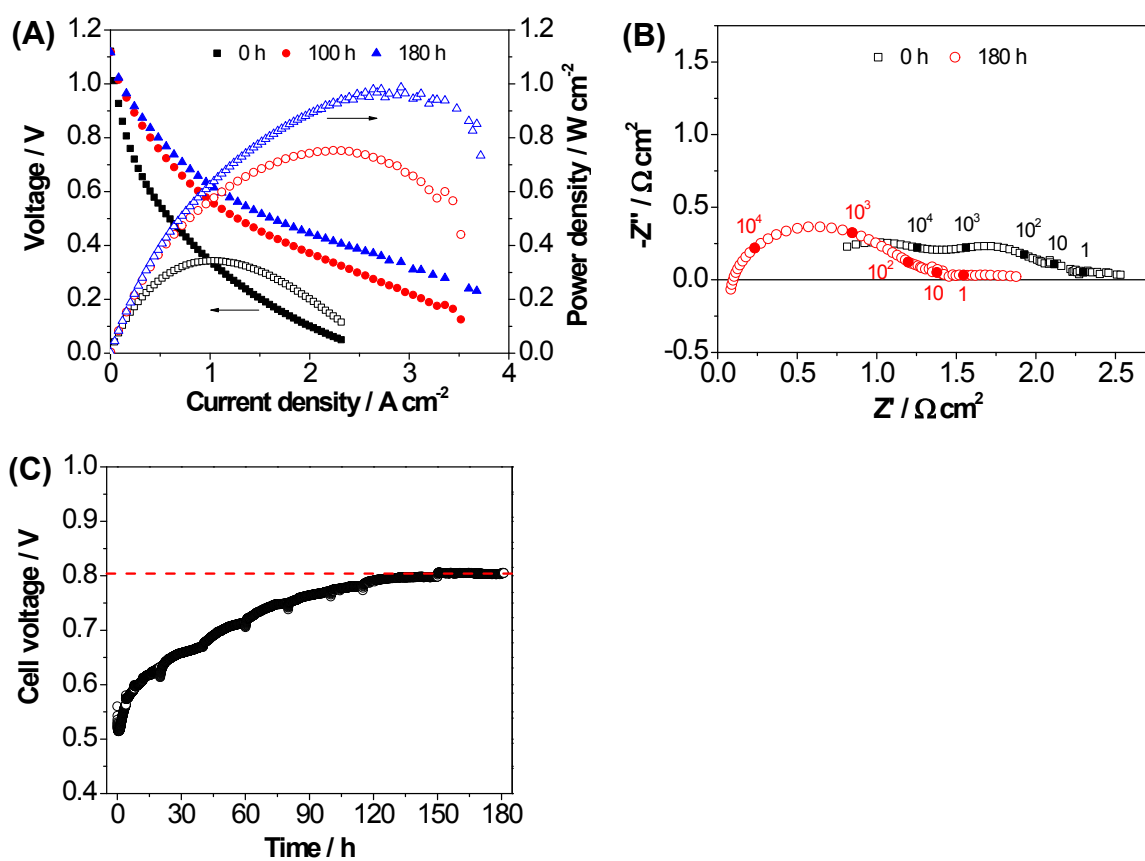 (A)
0 h 100 h 180 h
1.2
1.0
0.8
0.6
0.4
0.2
0.0
Voltage / V
1.2
1.0
0.8
0.6
0.4
0.2
0.0
Power density / W cm⁻²
0 1 2 3 4
Current density / A cm⁻²
(B)
0 h 180 h
1.5
1.0
0.5
0.0
-0.5
-Z'' / Ω cm²
10⁴ 10³ 10² 10 1
10⁴ 10³ 10² 10 1
0.0 0.5 1.0 1.5 2.0 2.5
Z' / Ω cm²
(C)
1.0
0.9
0.8
0.7
0.6
0.5
0.4
Cell voltage / V
0 30 60 90 120 150 180
Time / h